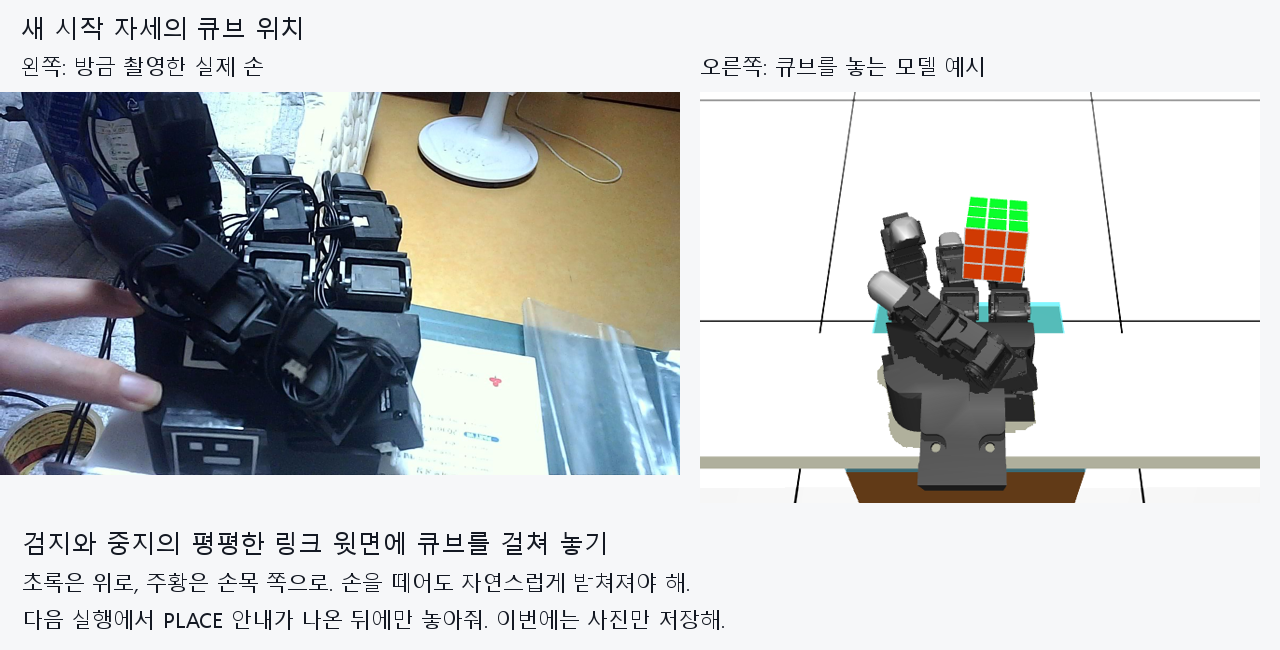 새 시작 자세의 큐브 위치
왼쪽: 방금 촬영한 실제 손
오른쪽: 큐브를 놓는 모델 예시
검지와 중지의 평평한 링크 윗면에 큐브를 걸쳐 놓기
초록은 위로, 주황은 손목 쪽으로. 손을 떼어도 자연스럽게 받쳐져야 해.
다음 실행에서 PLACE 안내가 나온 뒤에만 놓아줘. 이번에는 사진만 저장해.